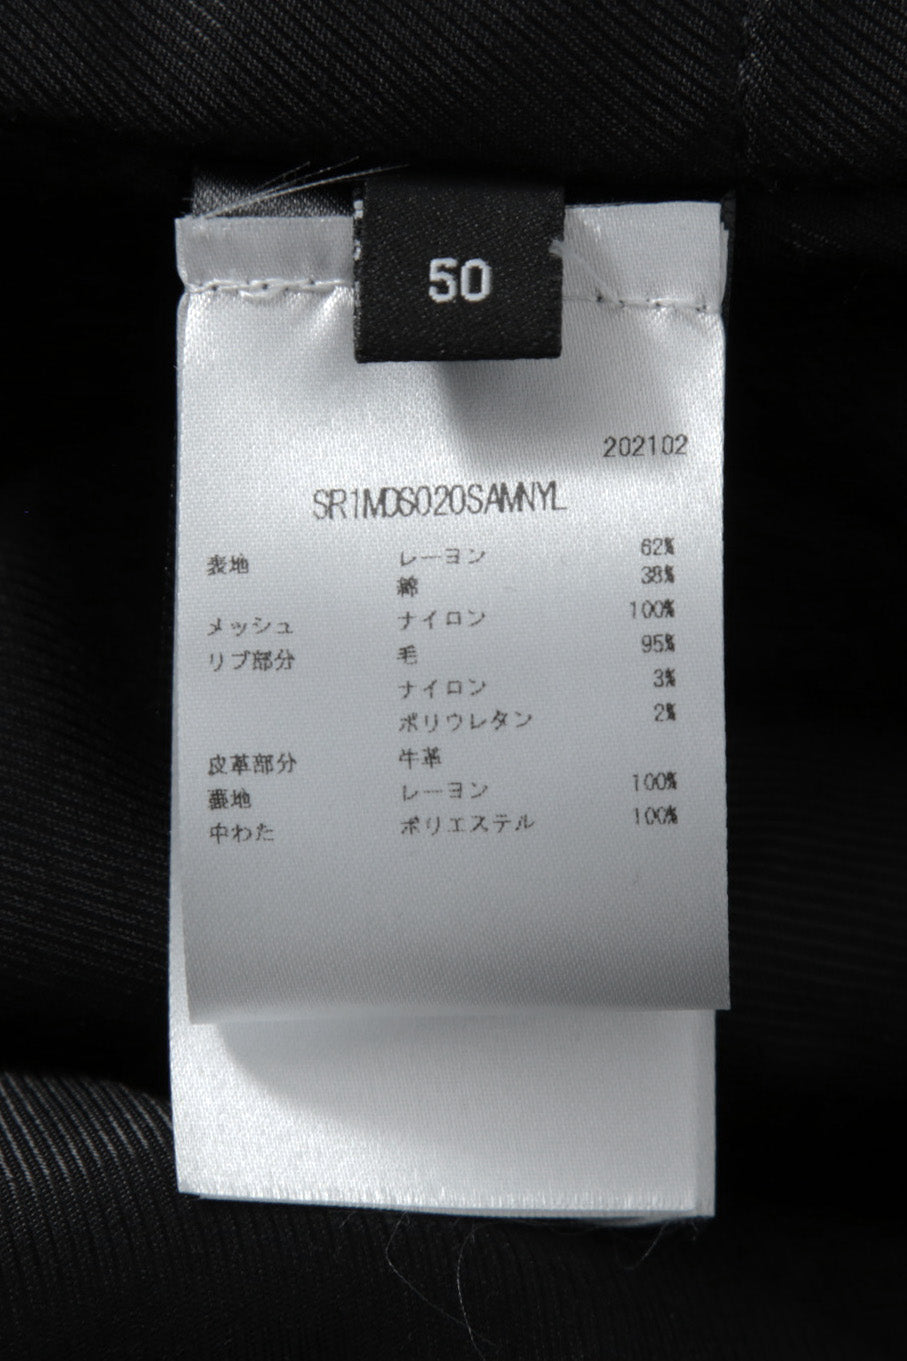 50
202102
SR1MDS020SAMNYL
表地 レーヨン 62%
綿 38%
メッシュ ナイロン 100%
リブ部分 毛 95%
ナイロン 3%
ポリウレタン 2%
皮革部分 牛革
裏地 レーヨン 100%
中わた ポリエステル 100%